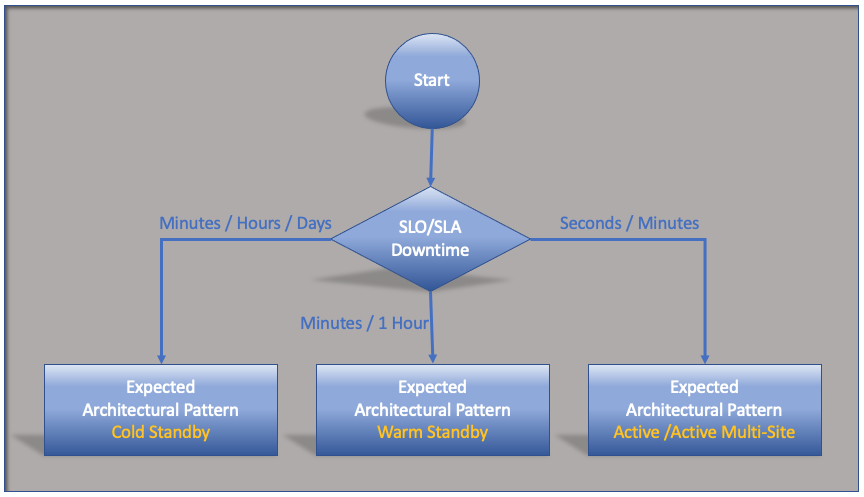 Start
SLO/SLA
Downtime
Minutes / Hours / Days
Seconds / Minutes
Minutes / 1 Hour
Expected
Architectural Pattern
Cold Standby
Expected
Architectural Pattern
Warm Standby
Expected
Architectural Pattern
Active /Active Multi-Site